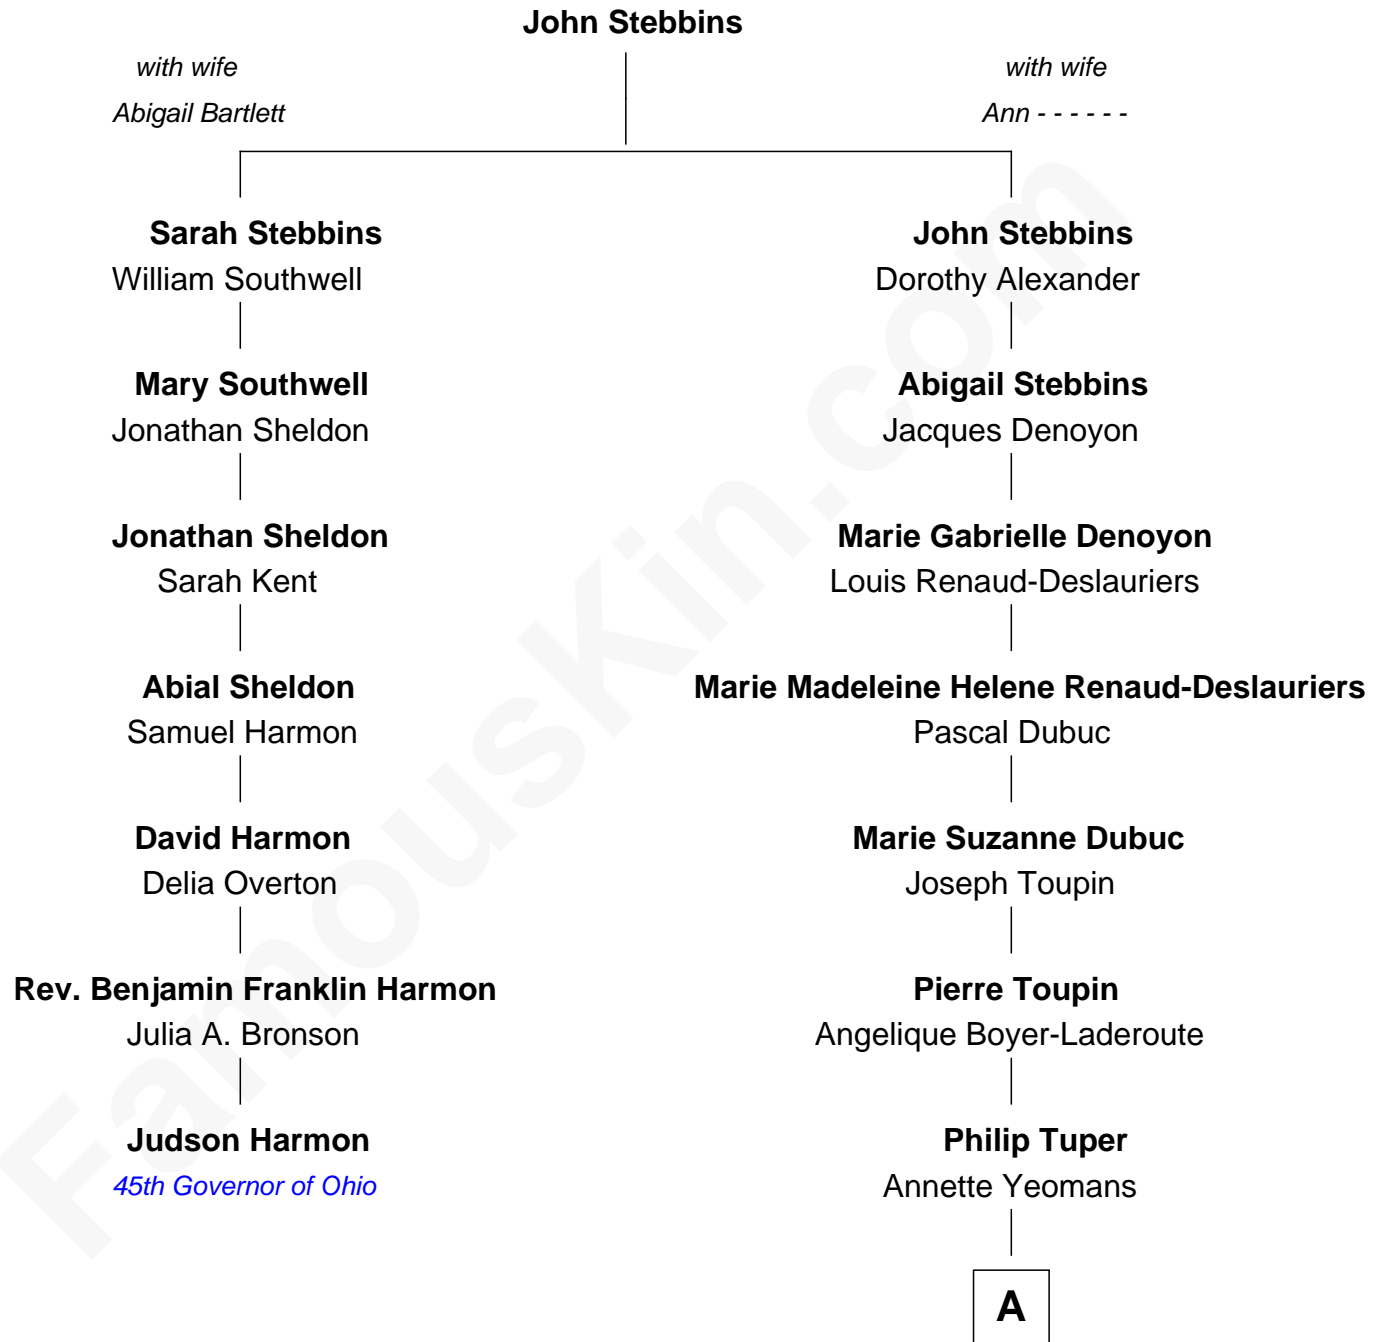 John Stebbins
with wife
Abigail Bartlett
with wife
Ann - - - - - -
Sarah Stebbins
William Southwell
John Stebbins
Dorothy Alexander
Mary Southwell
Jonathan Sheldon
Abigail Stebbins
Jacques Denoyon
Jonathan Sheldon
Sarah Kent
Marie Gabrielle Denoyon
Louis Renaud-Deslauriers
Abial Sheldon
Samuel Harmon
Marie Madeleine Helene Renaud-Deslauriers
Pascal Dubuc
David Harmon
Delia Overton
Marie Suzanne Dubuc
Joseph Toupin
Rev. Benjamin Franklin Harmon
Julia A. Bronson
Pierre Toupin
Angelique Boyer-Laderoute
Judson Harmon
45th Governor of Ohio
Philip Tuper
Annette Yeomans
A
FamousKin.com